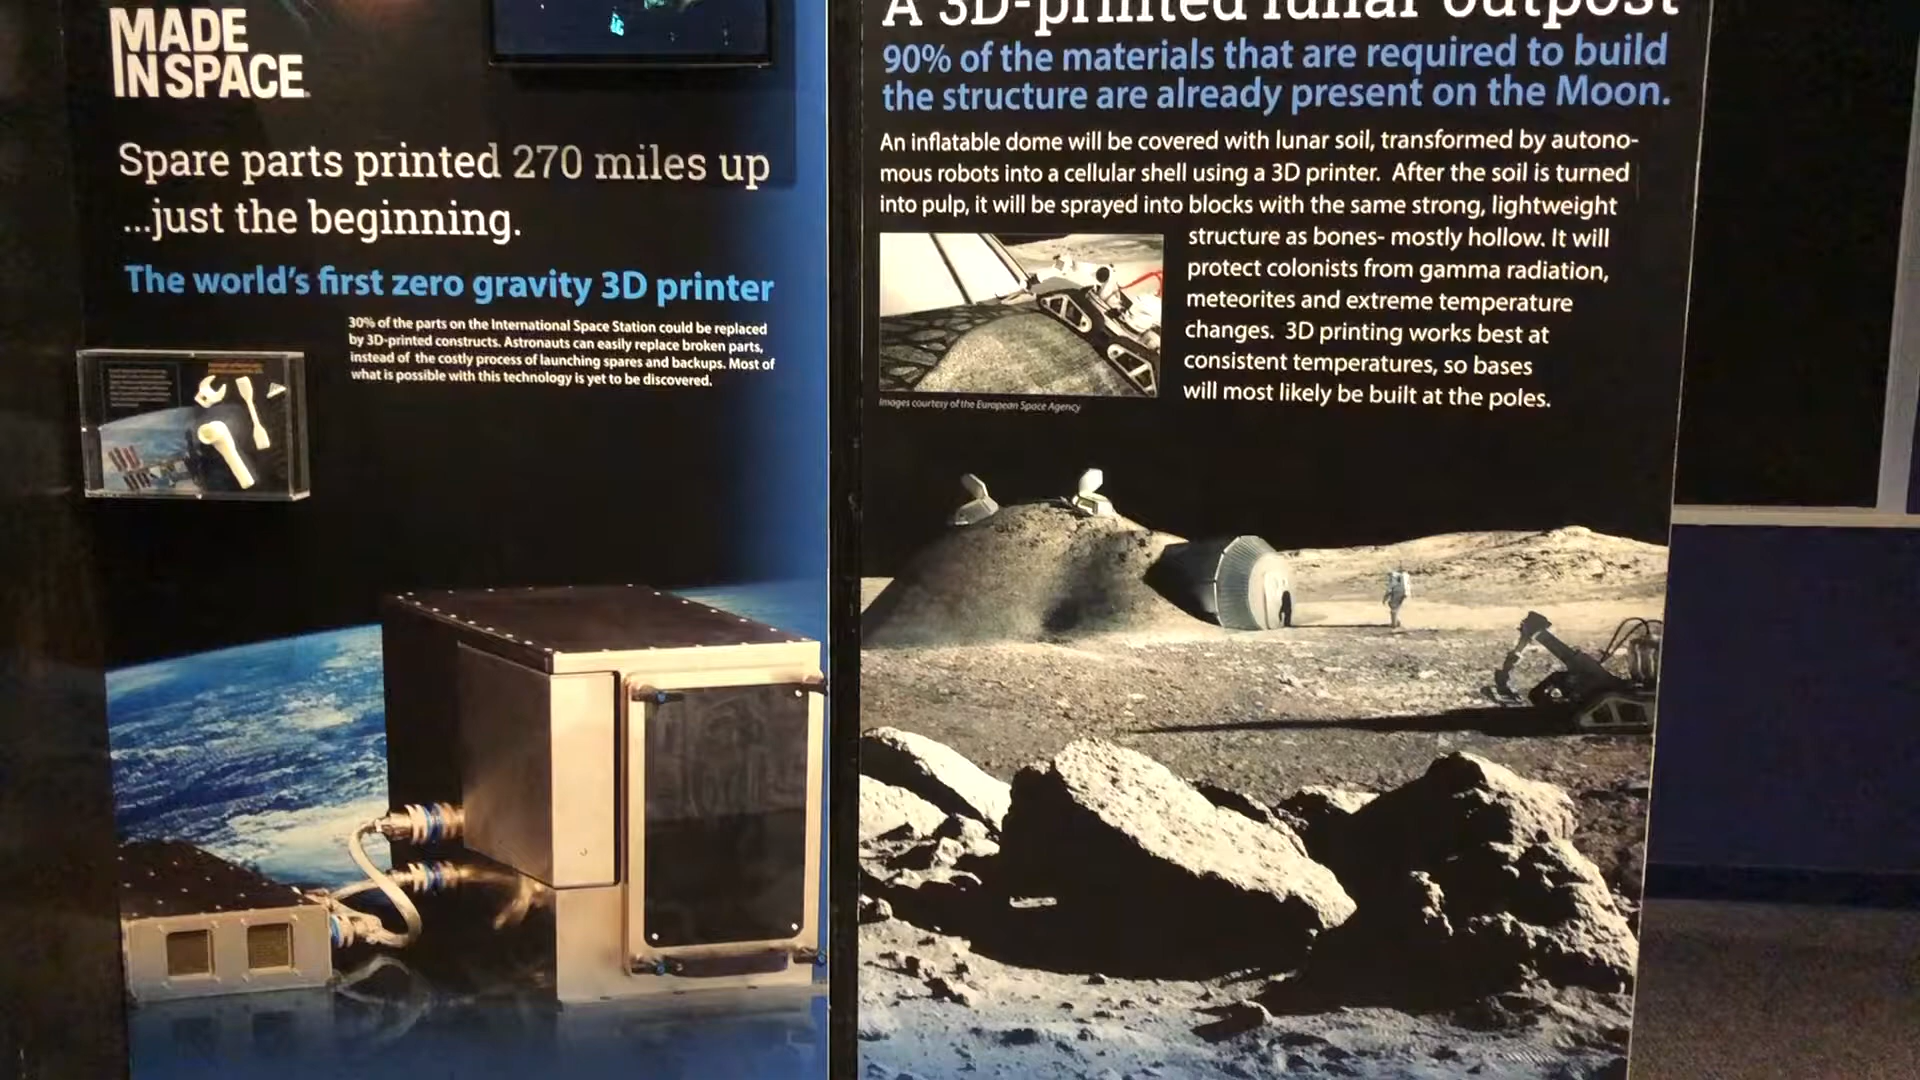 MADE
IN SPACE
Spare parts printed 270 miles up
...just the beginning.
The world's first zero gravity 3D printer
30% of the parts on the International Space Station could be replaced
by 3D-printed constructs. Astronauts can easily replace broken parts,
instead of the costly process of launching spares and backups. Most of
what is possible with this technology is yet to be discovered.
A 3D-printed lunar outpost
90% of the materials that are required to build
the structure are already present on the Moon.
An inflatable dome will be covered with lunar soil, transformed by autono-
mous robots into a cellular shell using a 3D printer. After the soil is turned
into pulp, it will be sprayed into blocks with the same strong, lightweight
structure as bones- mostly hollow. It will
protect colonists from gamma radiation,
meteorites and extreme temperature
changes. 3D printing works best at
consistent temperatures, so bases
will most likely be built at the poles.
Images courtesy of the European Space Agency